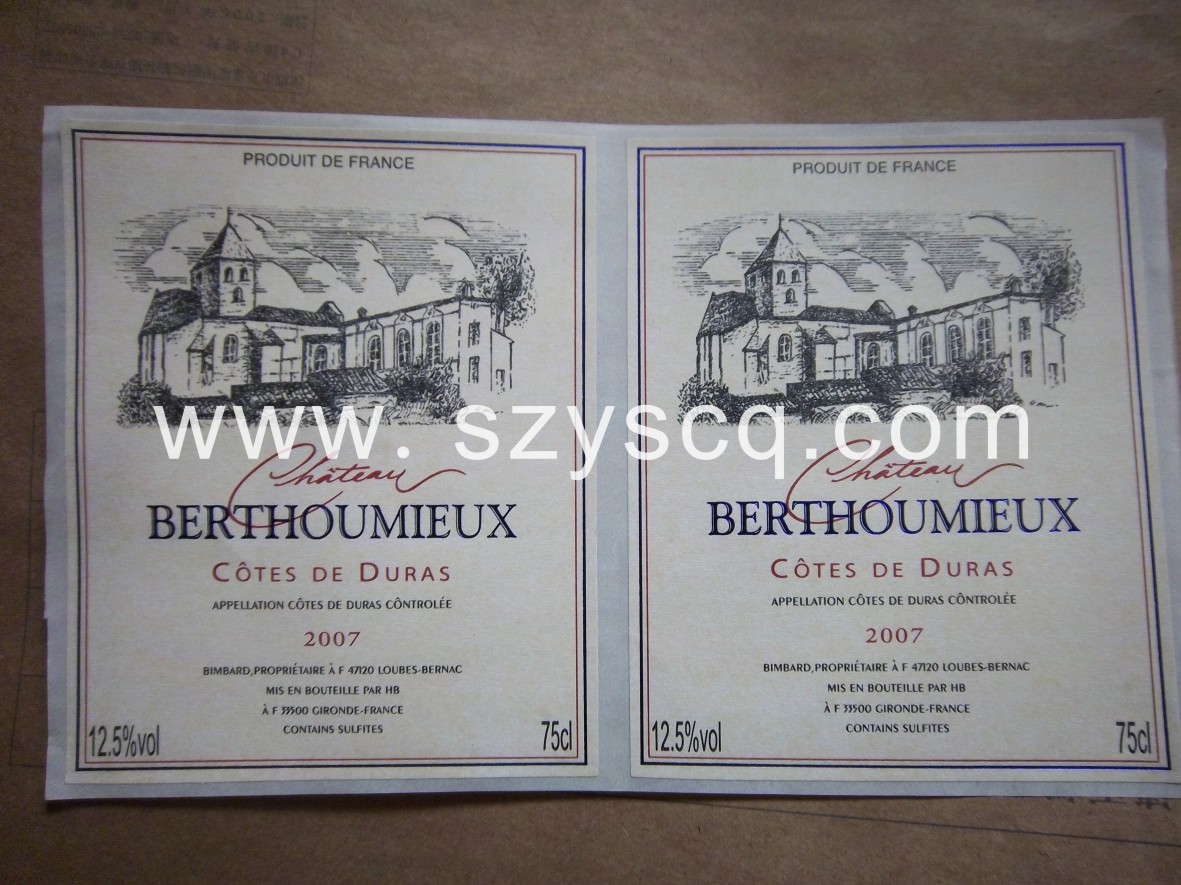 PRODUIT DE FRANCE
Château
BERTHOUMIEUX
CÔTES DE DURAS
APPELLATION CÔTES DE DURAS CÔNTROLÉE
2007
BIMBARD,PROPRIÉTAIRE À F 47120 LOUBES-BERNAC
MIS EN BOUTEILLE PAR HB
À F 33500 GIRONDE-FRANCE
CONTAINS SULFITES
12.5%vol
75cl
PRODUIT DE FRANCE
Château
BERTHOUMIEUX
CÔTES DE DURAS
APPELLATION CÔTES DE DURAS CÔNTROLÉE
2007
BIMBARD,PROPRIÉTAIRE À F 47120 LOUBES-BERNAC
MIS EN BOUTEILLE PAR HB
À F 33500 GIRONDE-FRANCE
CONTAINS SULFITES
12.5%vol
75cl
www. szyscq.com